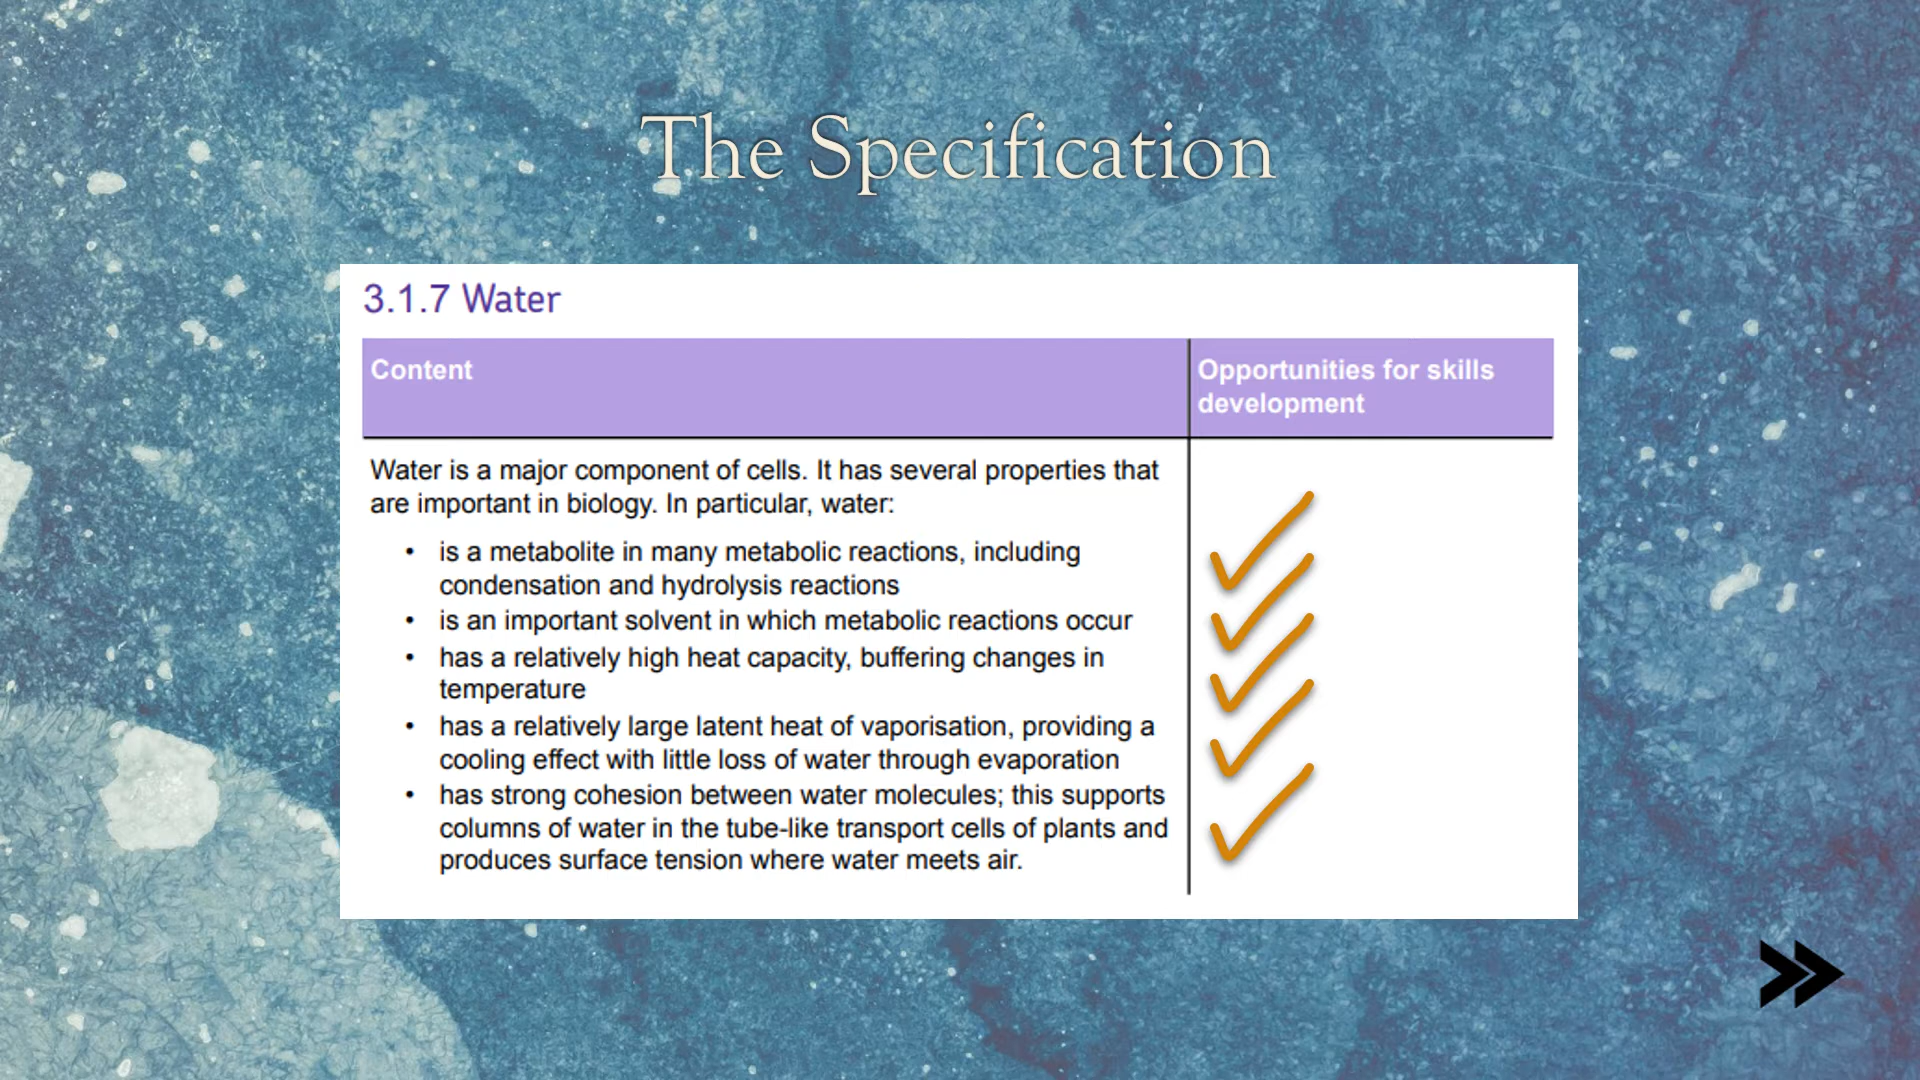 The Specification
3.1.7 Water
Content
Opportunities for skills
development
Water is a major component of cells. It has several properties that
are important in biology. In particular, water:
• is a metabolite in many metabolic reactions, including
condensation and hydrolysis reactions
• is an important solvent in which metabolic reactions occur
• has a relatively high heat capacity, buffering changes in
temperature
• has a relatively large latent heat of vaporisation, providing a
cooling effect with little loss of water through evaporation
• has strong cohesion between water molecules; this supports
columns of water in the tube-like transport cells of plants and
produces surface tension where water meets air.